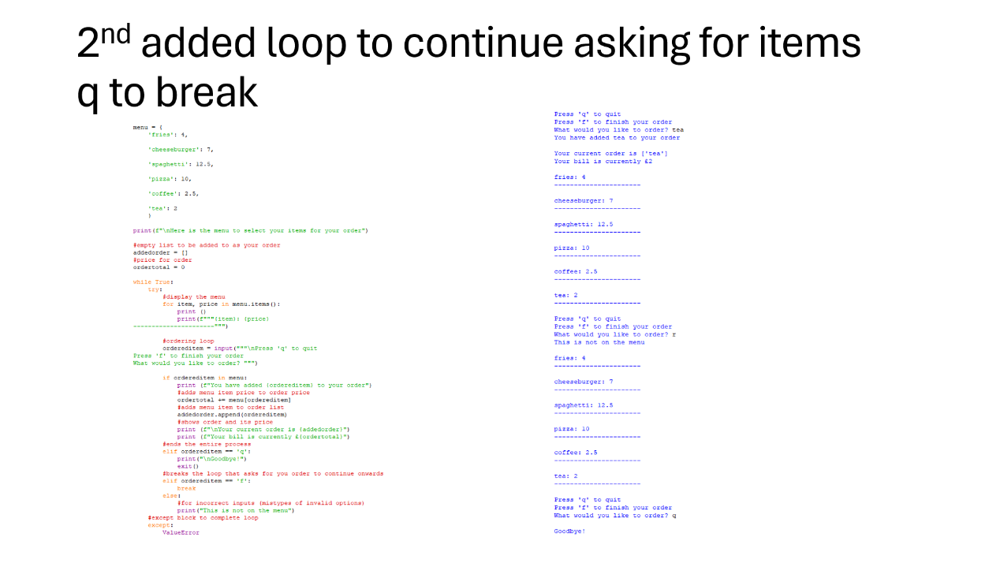 2nd added loop to continue asking for items
q to break
menu = {
'fries': 4,
'cheeseburger': 7,
'spaghetti': 12.5,
'pizza': 10,
'coffee': 2.5,
'tea': 2
}
print(f"\nHere is the menu to select your items for your order")
#empty list to be added to as your order
addedorder = []
#price for order
ordertotal = 0
while True:
try:
#display the menu
for item, price in menu.items():
print ()
print(f"""{item}: {price}
----------------------""")
#ordering loop
ordereditem = input("""\nPress 'q' to quit
Press 'f' to finish your order
What would you like to order? """)
if ordereditem in menu:
print (f"You have added {ordereditem} to your order")
#adds menu item price to order price
ordertotal += menu[ordereditem]
#adds menu item to order list
addedorder.append(ordereditem)
#shows order and its price
print (f"\nYour current order is {addedorder}")
print (f"Your bill is currently £{ordertotal}")
#ends the entire process
elif ordereditem == 'q':
print("\nGoodbye!")
exit()
#breaks the loop that asks for you order to continue onwards
elif ordereditem == 'f':
break
else:
#for incorrect inputs (mistypes of invalid options)
print("This is not on the menu")
#except block to complete loop
except:
ValueError
Press 'q' to quit
Press 'f' to finish your order
What would you like to order? tea
You have added tea to your order
Your current order is ['tea']
Your bill is currently £2
fries: 4
----------------------
cheeseburger: 7
----------------------
spaghetti: 12.5
----------------------
pizza: 10
----------------------
coffee: 2.5
----------------------
tea: 2
----------------------
Press 'q' to quit
Press 'f' to finish your order
What would you like to order? r
This is not on the menu
fries: 4
----------------------
cheeseburger: 7
----------------------
spaghetti: 12.5
----------------------
pizza: 10
----------------------
coffee: 2.5
----------------------
tea: 2
----------------------
Press 'q' to quit
Press 'f' to finish your order
What would you like to order? q
Goodbye!